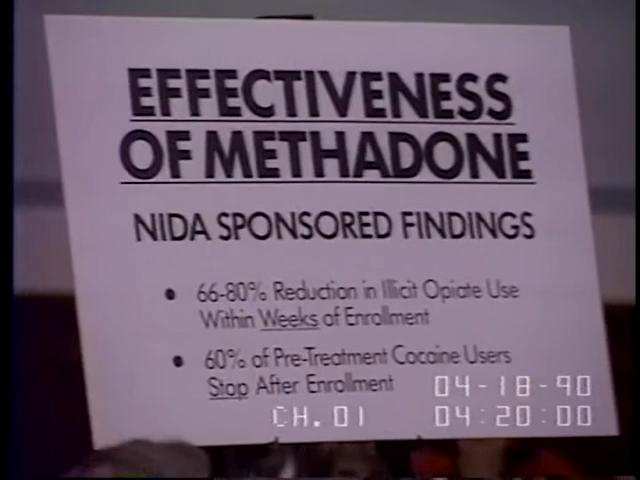 EFFECTIVENESS
OF METHADONE
NIDA SPONSORED FINDINGS
• 66-80% Reduction in Illicit Opiate Use
Within Weeks of Enrollment
• 60% of Pre-Treatment Cocaine Users
Stop After Enrollment
04-18-90
CH. 01 04:20:00